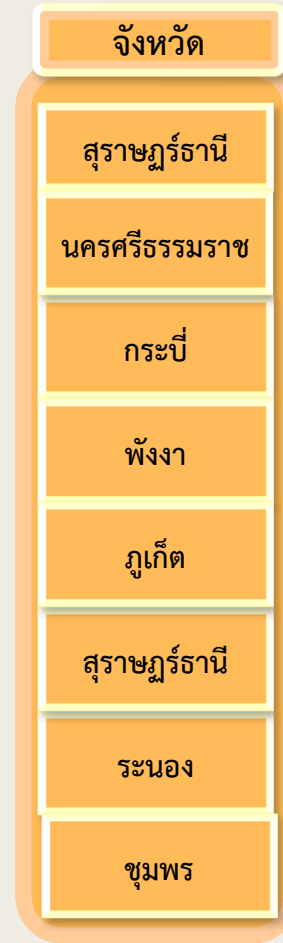 จังหวัด
สุราษฏร์ธานี
นครศรีธรรมราช
กระบี่
พังงา
ภูเก็ต
สุราษฏร์ธานี
ระนอง
ชุมพร